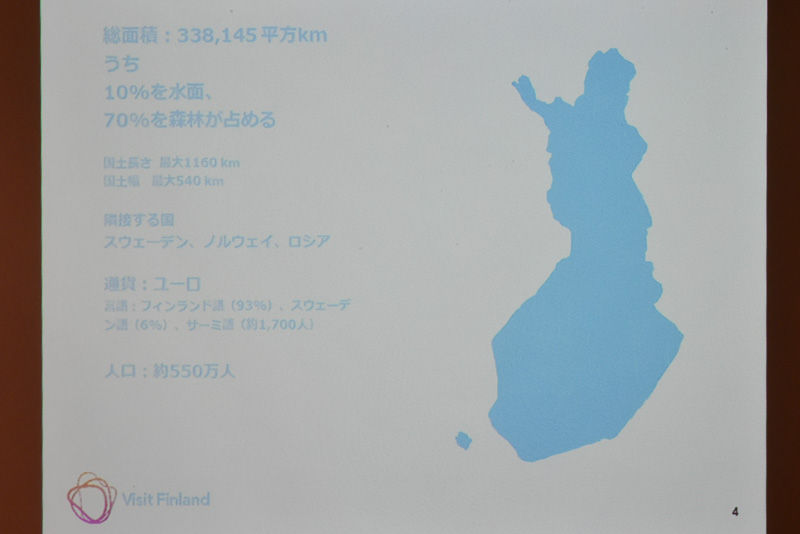 総面積：338,145 平方km
うち
10%を水面、
70%を森林が占める
国土長さ 最大1160 km
国土幅 最大540 km
隣接する国
スウェーデン、ノルウェイ、ロシア
通貨：ユーロ
言語：フィンランド語（93%）、スウェーデ
ン語（6%）、サーミ語（約1,700人）
人口：約550万人
Visit Finland
4